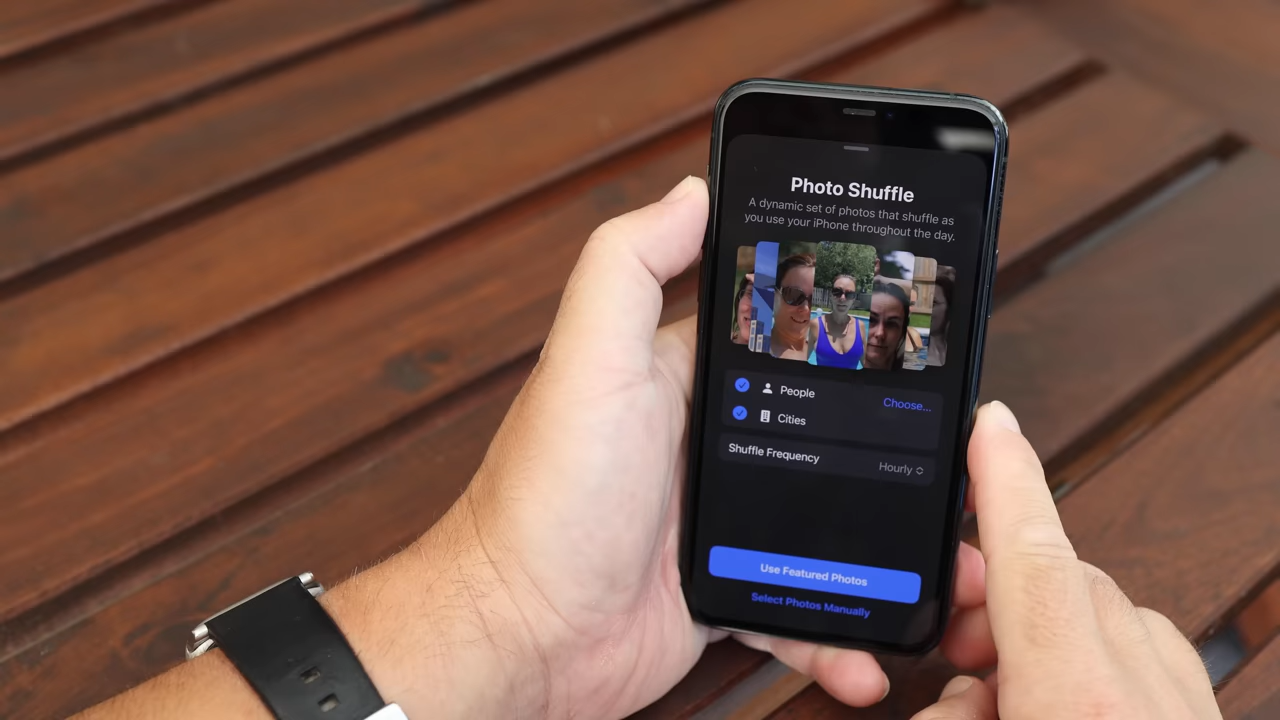 Photo Shuffle
A dynamic set of photos that shuffle as
you use your iPhone throughout the day.
People
Choose...
Cities
Shuffle Frequency
Hourly
Use Featured Photos
Select Photos Manually